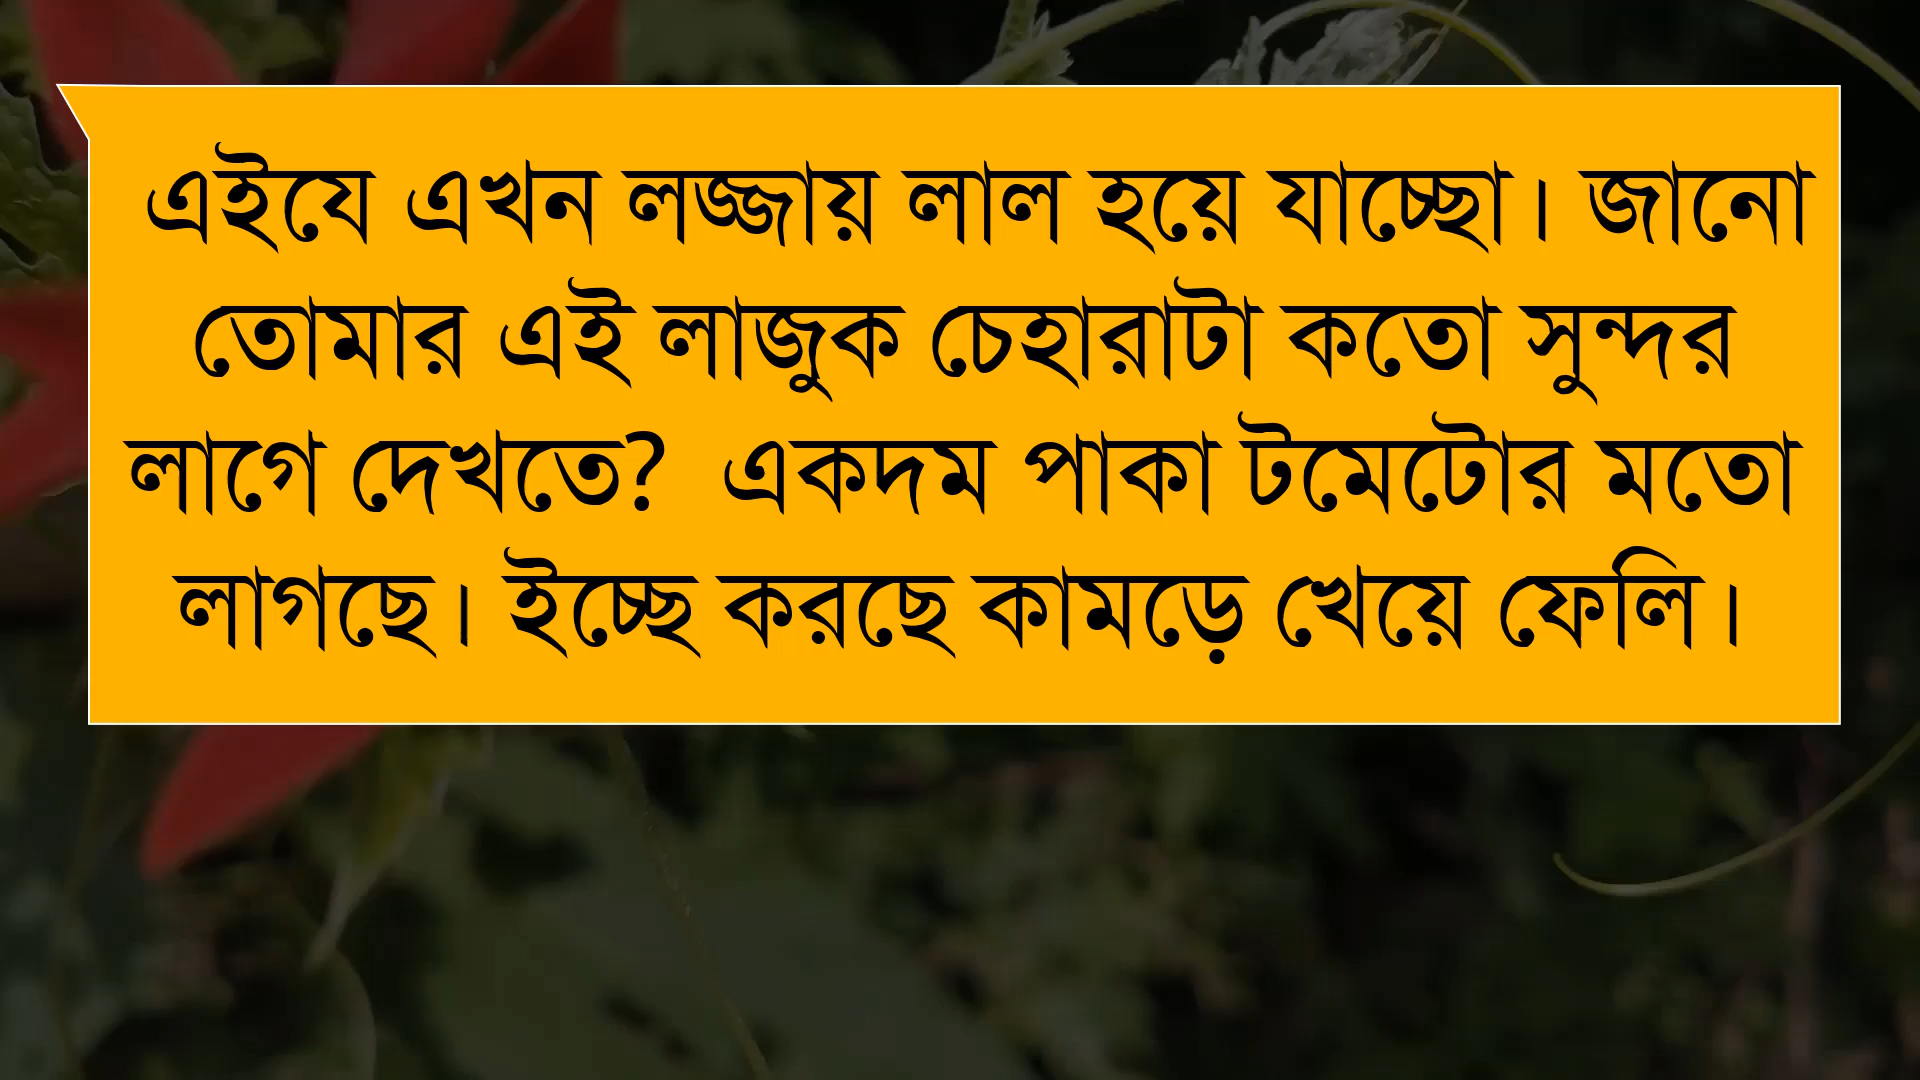 এইযে এখন লজ্জায় লাল হয়ে যাচ্ছো। জানো
তোমার এই লাজুক চেহারাটা কতো সুন্দর
লাগে দেখতে? একদম পাকা টমেটোর মতো
লাগছে। ইচ্ছে করছে কামড়ে খেয়ে ফেলি।